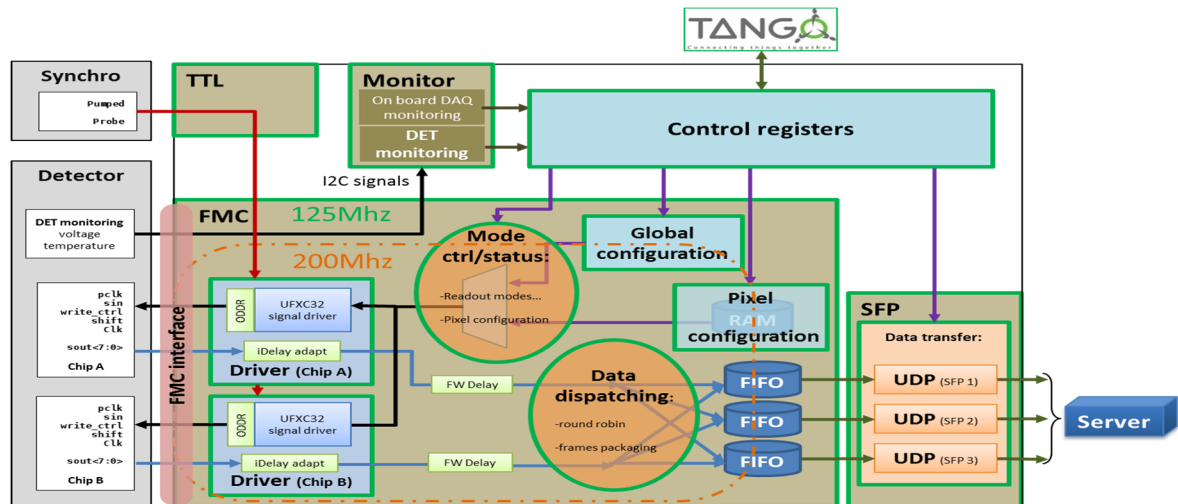 TANGO
Connecting things together
Synchro
Pumped
Probe
TTL
Monitor
On board DAQ
monitoring
DET
monitoring
Control registers
I2C signals
Detector
DET monitoring
voltage
temperature
pclk
sin
write_ctrl
shift
Clk
sout<7:0>
Chip A
pclk
sin
write_ctrl
shift
Clk
sout<7:0>
Chip B
FMC interface
FMC
125Mhz
200Mhz
ODDR
UFXC32
signal driver
iDelay adapt
Driver (Chip A)
ODDR
UFXC32
signal driver
iDelay adapt
Driver (Chip B)
Mode
ctrl/status:
-Readout modes...
-Pixel configuration
Global
configuration
Pixel
RAM
configuration
FW Delay
FW Delay
Data
dispatching:
-round robin
-frames packaging
FIFO
FIFO
FIFO
SFP
Data transfer:
UDP (SFP 1)
UDP (SFP 2)
UDP (SFP 3)
Server